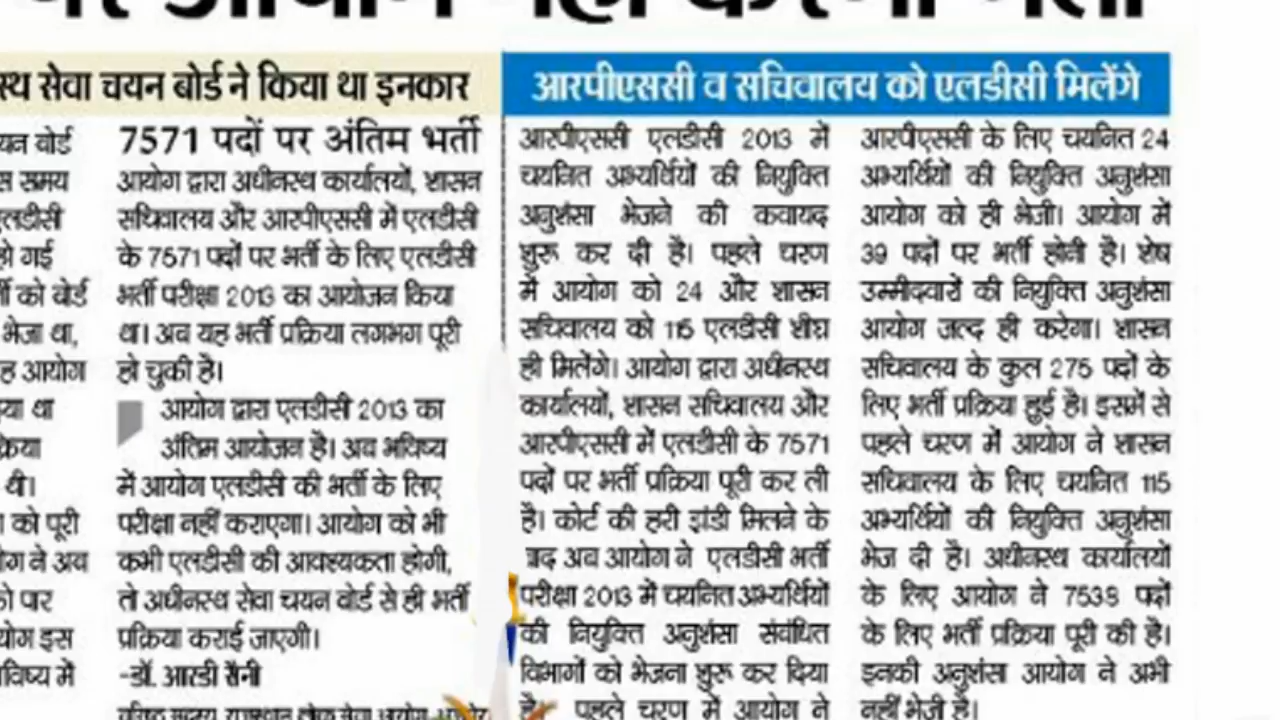 सेवा चयन बोर्ड ने किया था इनकार
बोर्ड
समय
एलडीसी
हो गई
को बोर्ड
भेजा था,
आयोग
था
थी।
को पूरी
ने अब
पार
इस
में
7571 पदों पर अंतिम भर्ती
आयोग द्वारा अधीनस्थ कार्यालयों, शासन
सचिवालय और आरपीएससी में एलडीसी
के 7571 पदों पर भर्ती के लिए एलडीसी
भर्ती परीक्षा 2013 का आयोजन किया
था। अब यह भर्ती प्रक्रिया लगभग पूरी
हो चुकी है।
आयोग द्वारा एलडीसी 2013 का
अंतिम आयोजन है। अब भविष्य
में आयोग एलडीसी की भर्ती के लिए
परीक्षा नहीं कराएगा। आयोग को भी
कभी एलडीसी की आवश्यकता होगी,
तो अधीनस्थ सेवा चयन बोर्ड से ही भर्ती
प्रक्रिया कराई जाएगी।
-डॉ. आरडी सैनी
आरपीएससी व सचिवालय को एलडीसी मिलेंगे
आरपीएससी एलडीसी 2013 में
चयनित अभ्यर्थियों की नियुक्ति
अनुशंसा भेजने की कवायद
शुरू कर दी है। पहले चरण
में आयोग को 24 और शासन
सचिवालय को 115 एलडीसी शीघ्र
ही मिलेंगे। आयोग द्वारा अधीनस्थ
कार्यालयों, शासन सचिवालय और
आरपीएससी में एलडीसी के 7571
पदों पर भर्ती प्रक्रिया पूरी कर ली
है। कोर्ट की हरी झंडी मिलने के
बाद अब आयोग ने एलडीसी भर्ती
परीक्षा 2013 में चयनित अभ्यर्थियों
की नियुक्ति अनुशंसा संबंधित
विभागों को भेजना शुरू कर दिया
है। पहले चरण में आयोग ने
आरपीएससी के लिए चयनित 24
अभ्यर्थियों की नियुक्ति अनुशंसा
आयोग को ही भेजी। आयोग में
39 पदों पर भर्ती होनी है। शेष
उम्मीदवारों की नियुक्ति अनुशंसा
आयोग जल्द ही करेगा। शासन
सचिवालय के कुल 275 पदों के
लिए भर्ती प्रक्रिया हुई है। इसमें से
पहले चरण में आयोग ने शासन
सचिवालय के लिए चयनित 115
अभ्यर्थियों की नियुक्ति अनुशंसा
भेज दी है। अधीनस्थ कार्यालयों
के लिए आयोग ने 7538 पदों
के लिए भर्ती प्रक्रिया पूरी की है।
इनकी अनुशंसा आयोग ने अभी
नहीं भेजी है।